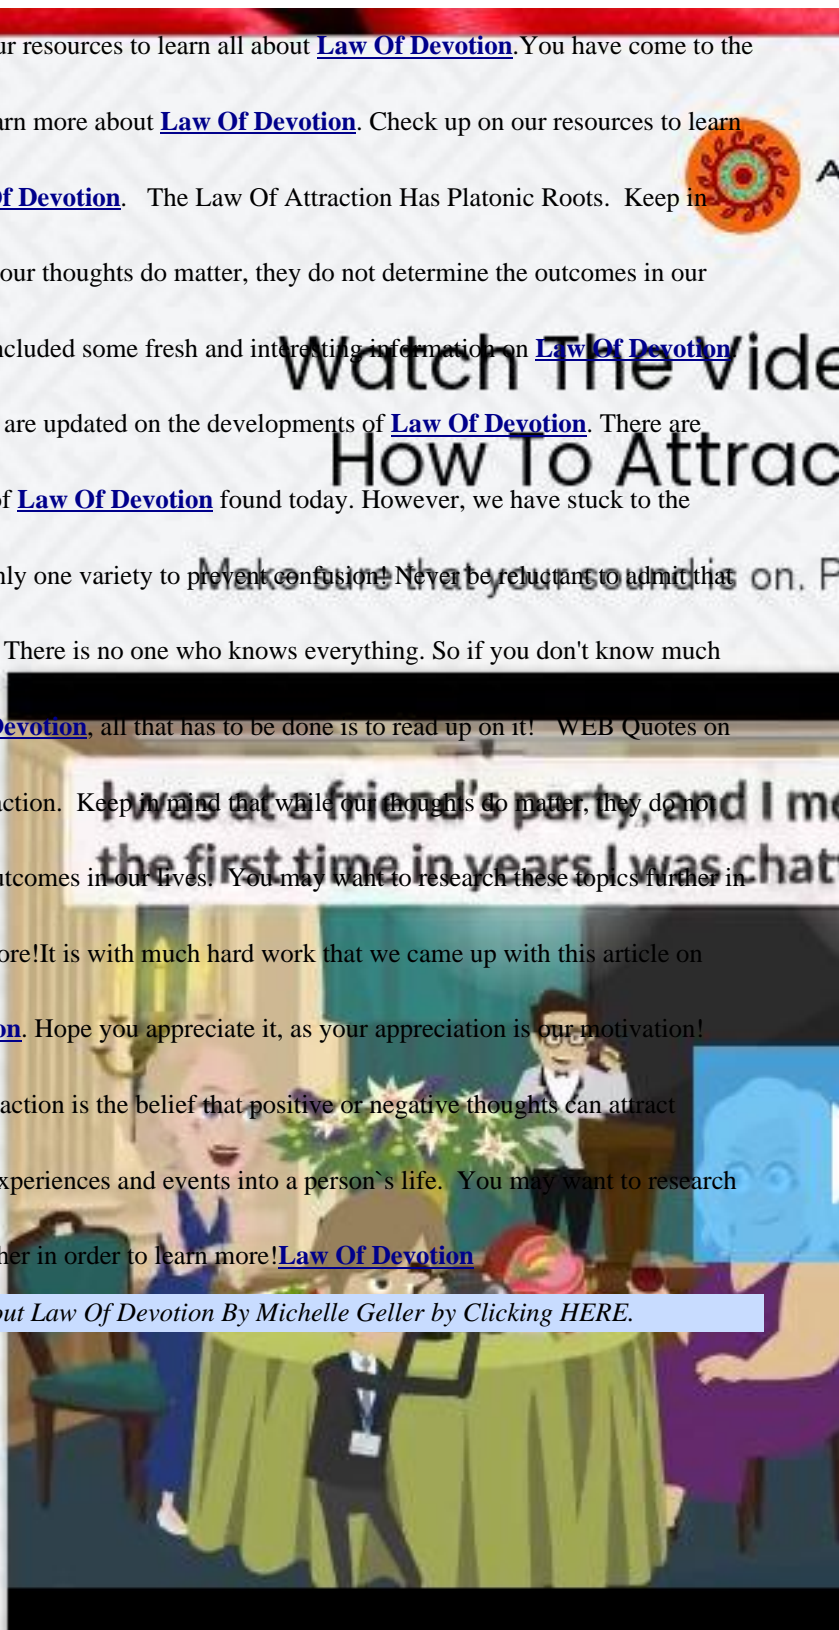 ur resources to learn all about Law Of Devotion.You have come to the
arn more about Law Of Devotion. Check up on our resources to learn
Of Devotion. The Law Of Attraction Has Platonic Roots. Keep in
A
our thoughts do matter, they do not determine the outcomes in our
ncluded some fresh and interesting information on Law Of Devotion.
Watch The Vide
are updated on the developments of Law Of Devotion. There are
How To Attrac
of Law Of Devotion found today. However, we have stuck to the
nly one variety to prevent confusion! Never be reluctant to admit that
Make sure that your sound is on. P
There is no one who knows everything. So if you don't know much
Devotion, all that has to be done is to read up on it! WEB Quotes on
action. Keep in mind that while our thoughts do matter, they do not
I was at a friend's party, and I me
utcomes in our lives. You may want to research these topics further in
the first time in years I was chat
ore!It is with much hard work that we came up with this article on
on. Hope you appreciate it, as your appreciation is our motivation!
action is the belief that positive or negative thoughts can attract
xperiences and events into a person`s life. You may want to research
her in order to learn more!Law Of Devotion
out Law Of Devotion By Michelle Geller by Clicking HERE.